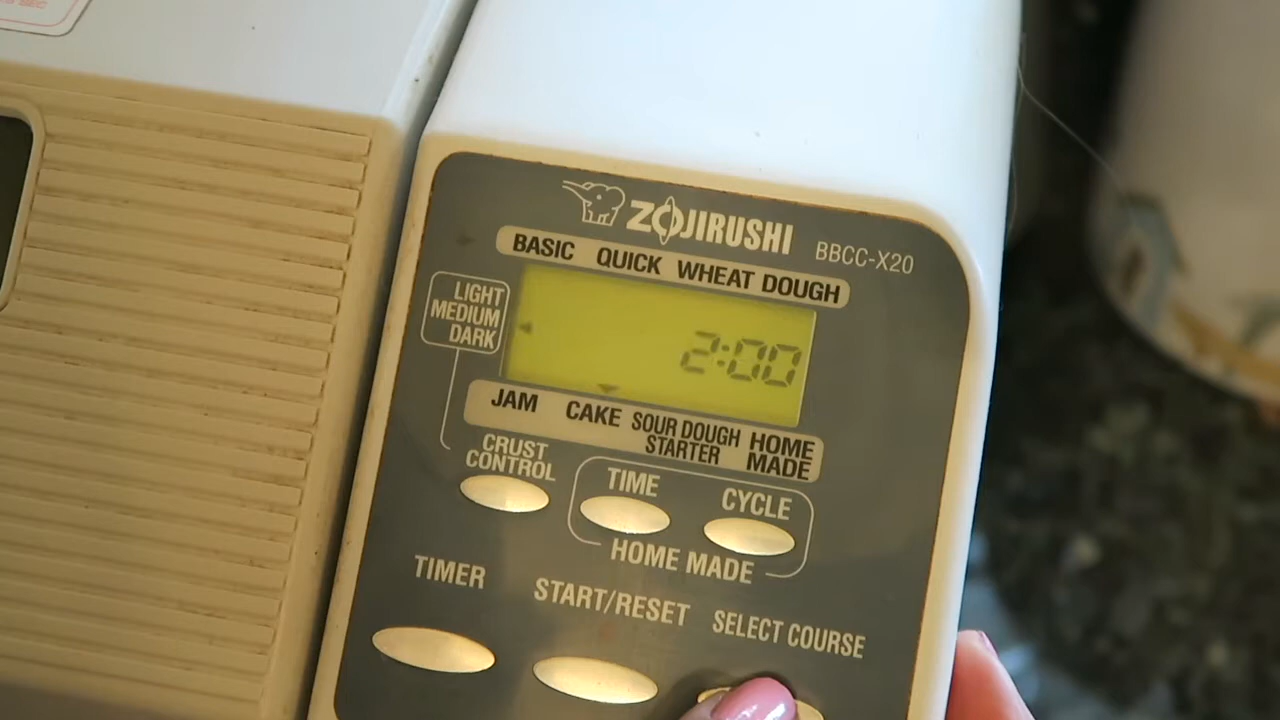 ZOJIRUSHI
BBCC-X20
BASIC QUICK WHEAT DOUGH
LIGHT
MEDIUM
DARK
2:00
JAM CAKE SOUR DOUGH STARTER HOME MADE
CRUST
CONTROL
TIME
CYCLE
HOME MADE
TIMER
START/RESET
SELECT COURSE